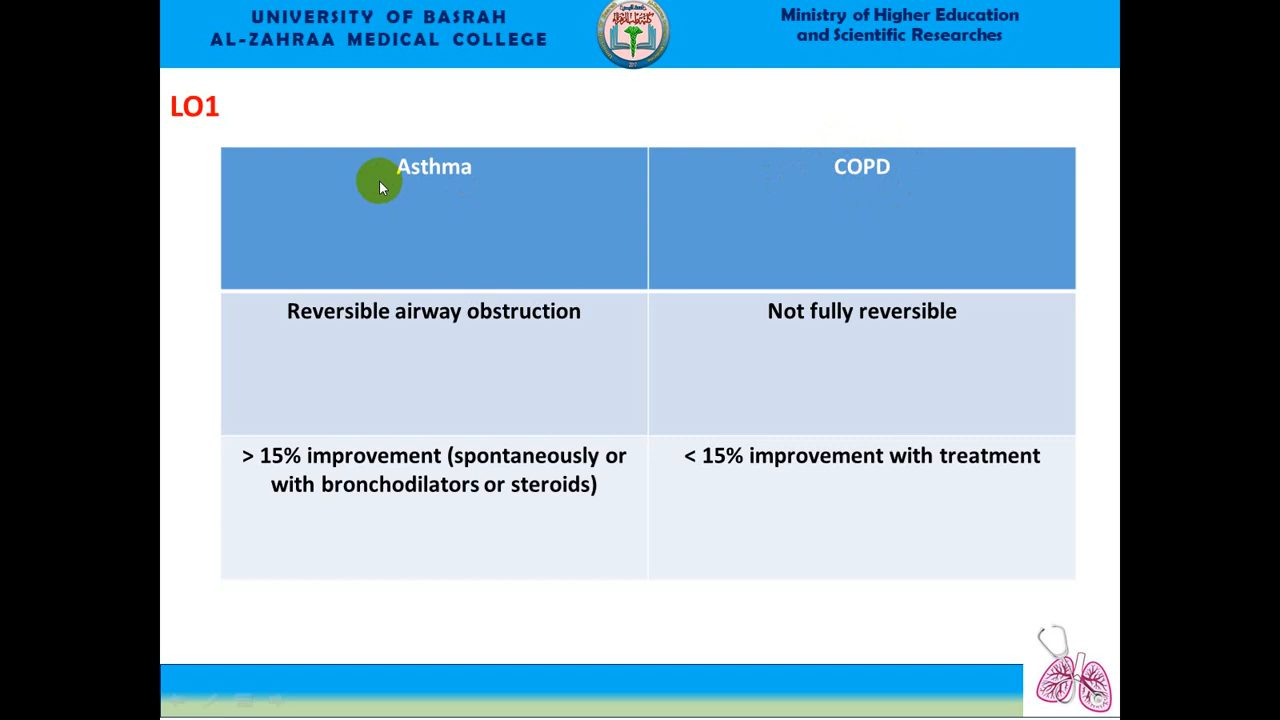 UNIVERSITY OF BASRAH
AL-ZAHRAA MEDICAL COLLEGE
Ministry of Higher Education
and Scientific Researches
LO1
Asthma
COPD
Reversible airway obstruction
Not fully reversible
> 15% improvement (spontaneously or
with bronchodilators or steroids)
< 15% improvement with treatment